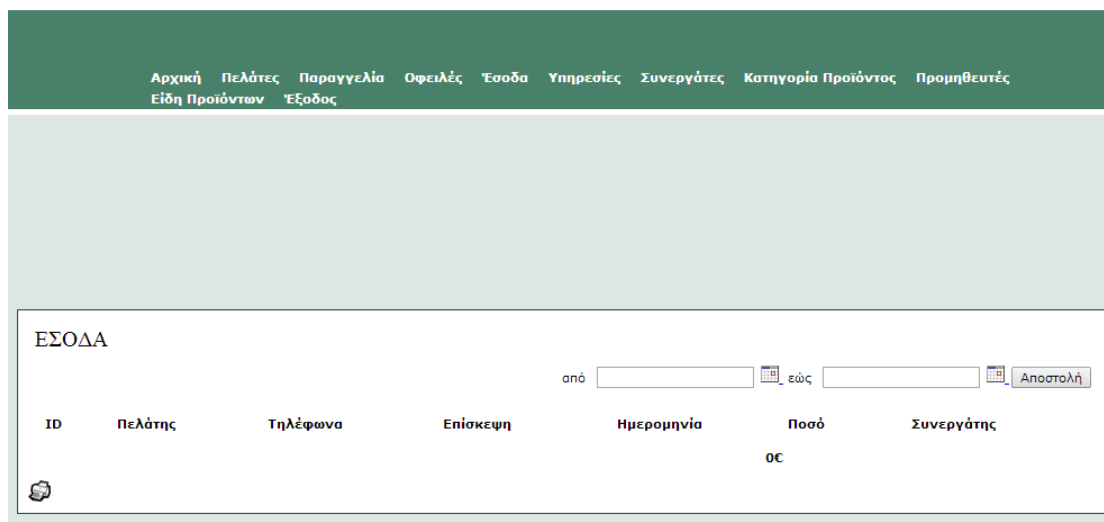 Αρχική Πελάτες Παραγγελία Οφειλές Έσοδα Υπηρεσίες Συνεργάτες Κατηγορία Προϊόντος Προμηθευτές
Είδη Προϊόντων Έξοδος
ΕΣΟΔΑ
από εώς Αποστολή
ID Πελάτης Τηλέφωνα Επίσκεψη Ημερομηνία Ποσό Συνεργάτης
0€